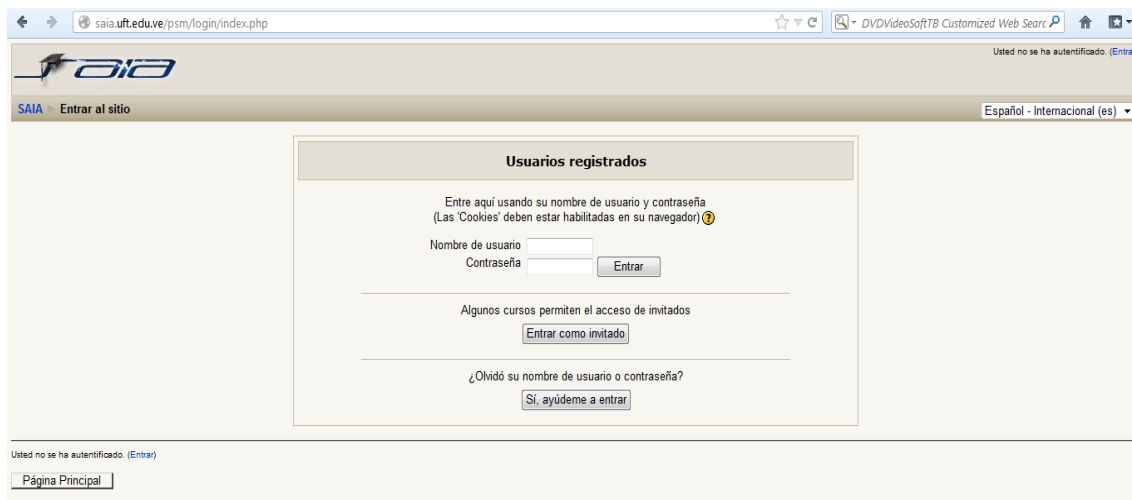 saia.uft.edu.ve/psm/login/index.php
DVDVideoSoftTB Customized Web Searc
Usted no se ha autentificado. (Entra
saia
SAIA Entrar al sitio
Español - Internacional (es)
Usuarios registrados
Entre aquí usando su nombre de usuario y contraseña
(Las 'Cookies' deben estar habilitadas en su navegador) ?
Nombre de usuario
Contraseña
Entrar
Algunos cursos permiten el acceso de invitados
Entrar como invitado
¿Olvidó su nombre de usuario o contraseña?
Sí, ayúdeme a entrar
Usted no se ha autentificado. (Entrar)
Página Principal